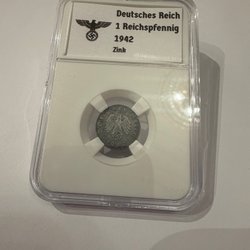 Deutsches Reich
1 Reichspfennig
1942
Zink